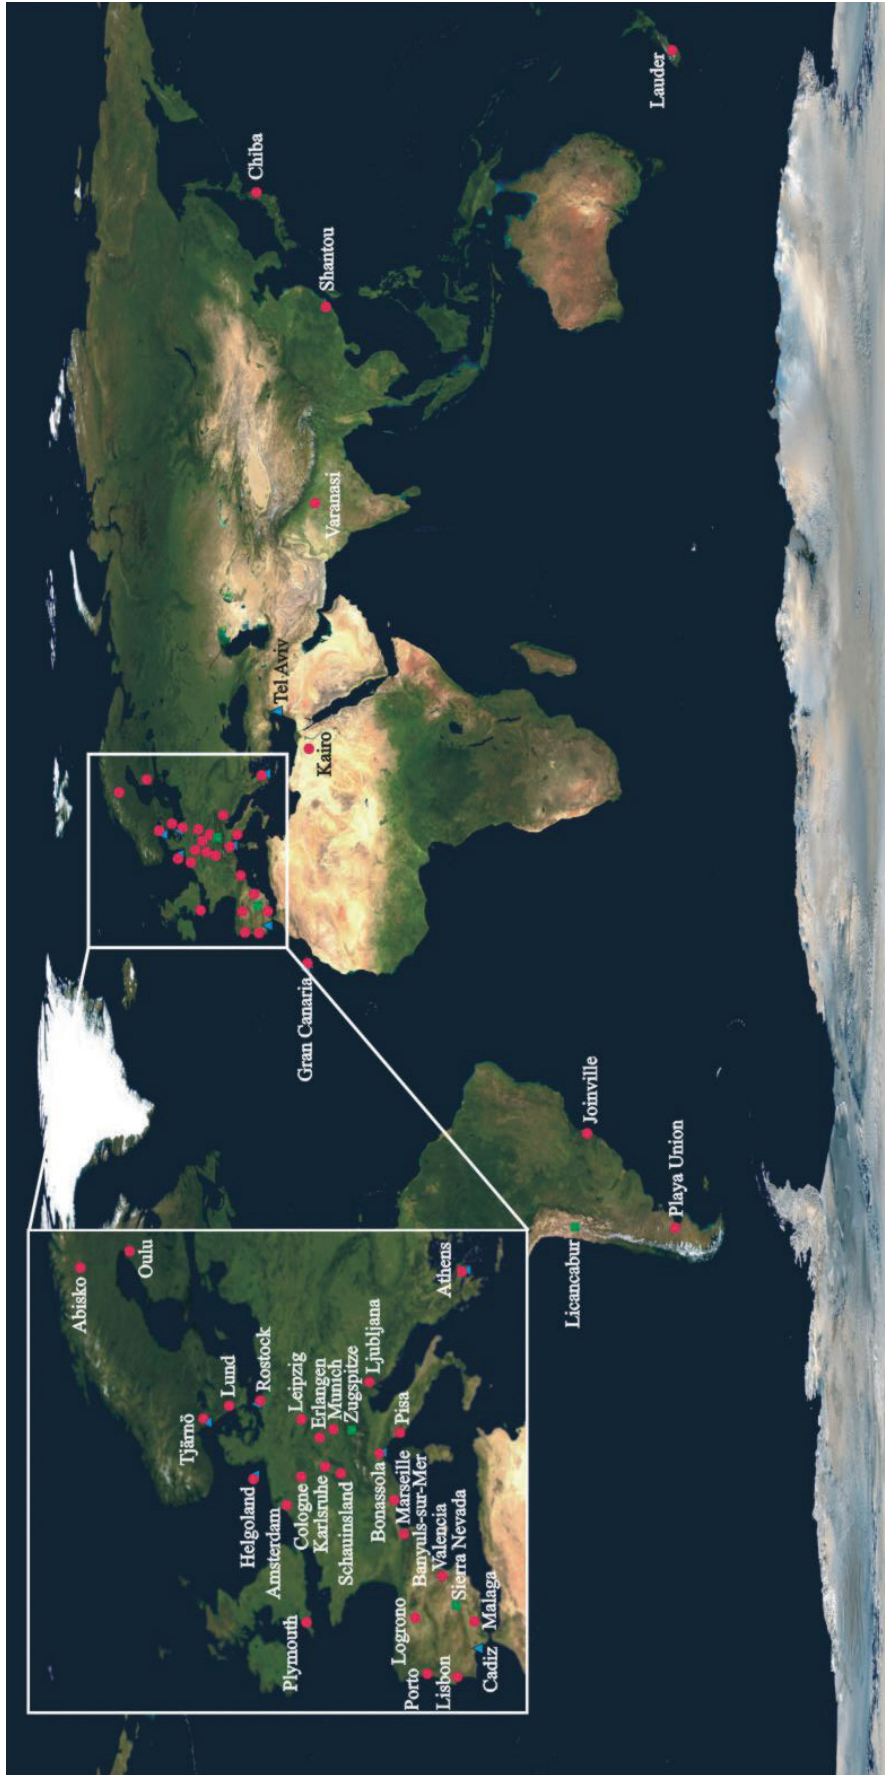 Abisko
Oulu
Tjärnö
Lund
Helgoland
Rostock
Amsterdam
Plymouth
Cologne
Leipzig
Karlsruhe
Erlangen
Munich
Schauinsland
Zugspitze
Ljubljana
Bonassola
Pisa
Marseille
Banyuls-sur-Mer
Logrono
Porto
Valencia
Lisbon
Sierra Nevada
Athens
Malaga
Cadiz
Gran Canaria
Tel Aviv
Kairo
Varanasi
Shantou
Chiba
Licancabur
Joinville
Playa Union
Lauder